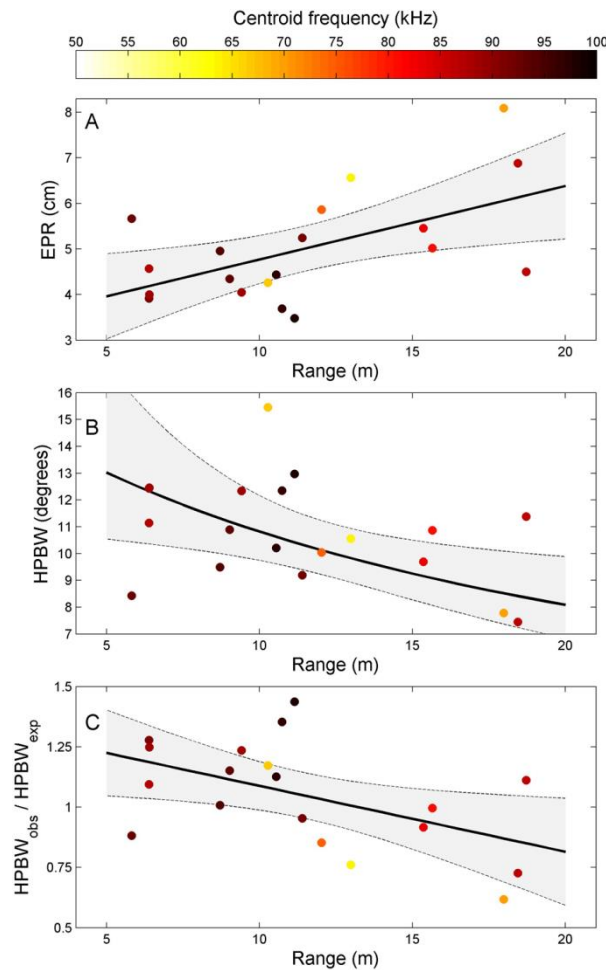 Centroid frequency (kHz)
50 55 60 65 70 75 80 85 90 95 100
A
EPR (cm)
8
7
6
5
4
3
5 10 15 20
Range (m)
B
HPBW (degrees)
16
15
14
13
12
11
10
9
8
7
5 10 15 20
Range (m)
C
HPBW_obs / HPBW_exp
1.5
1.25
1
0.75
0.5
5 10 15 20
Range (m)